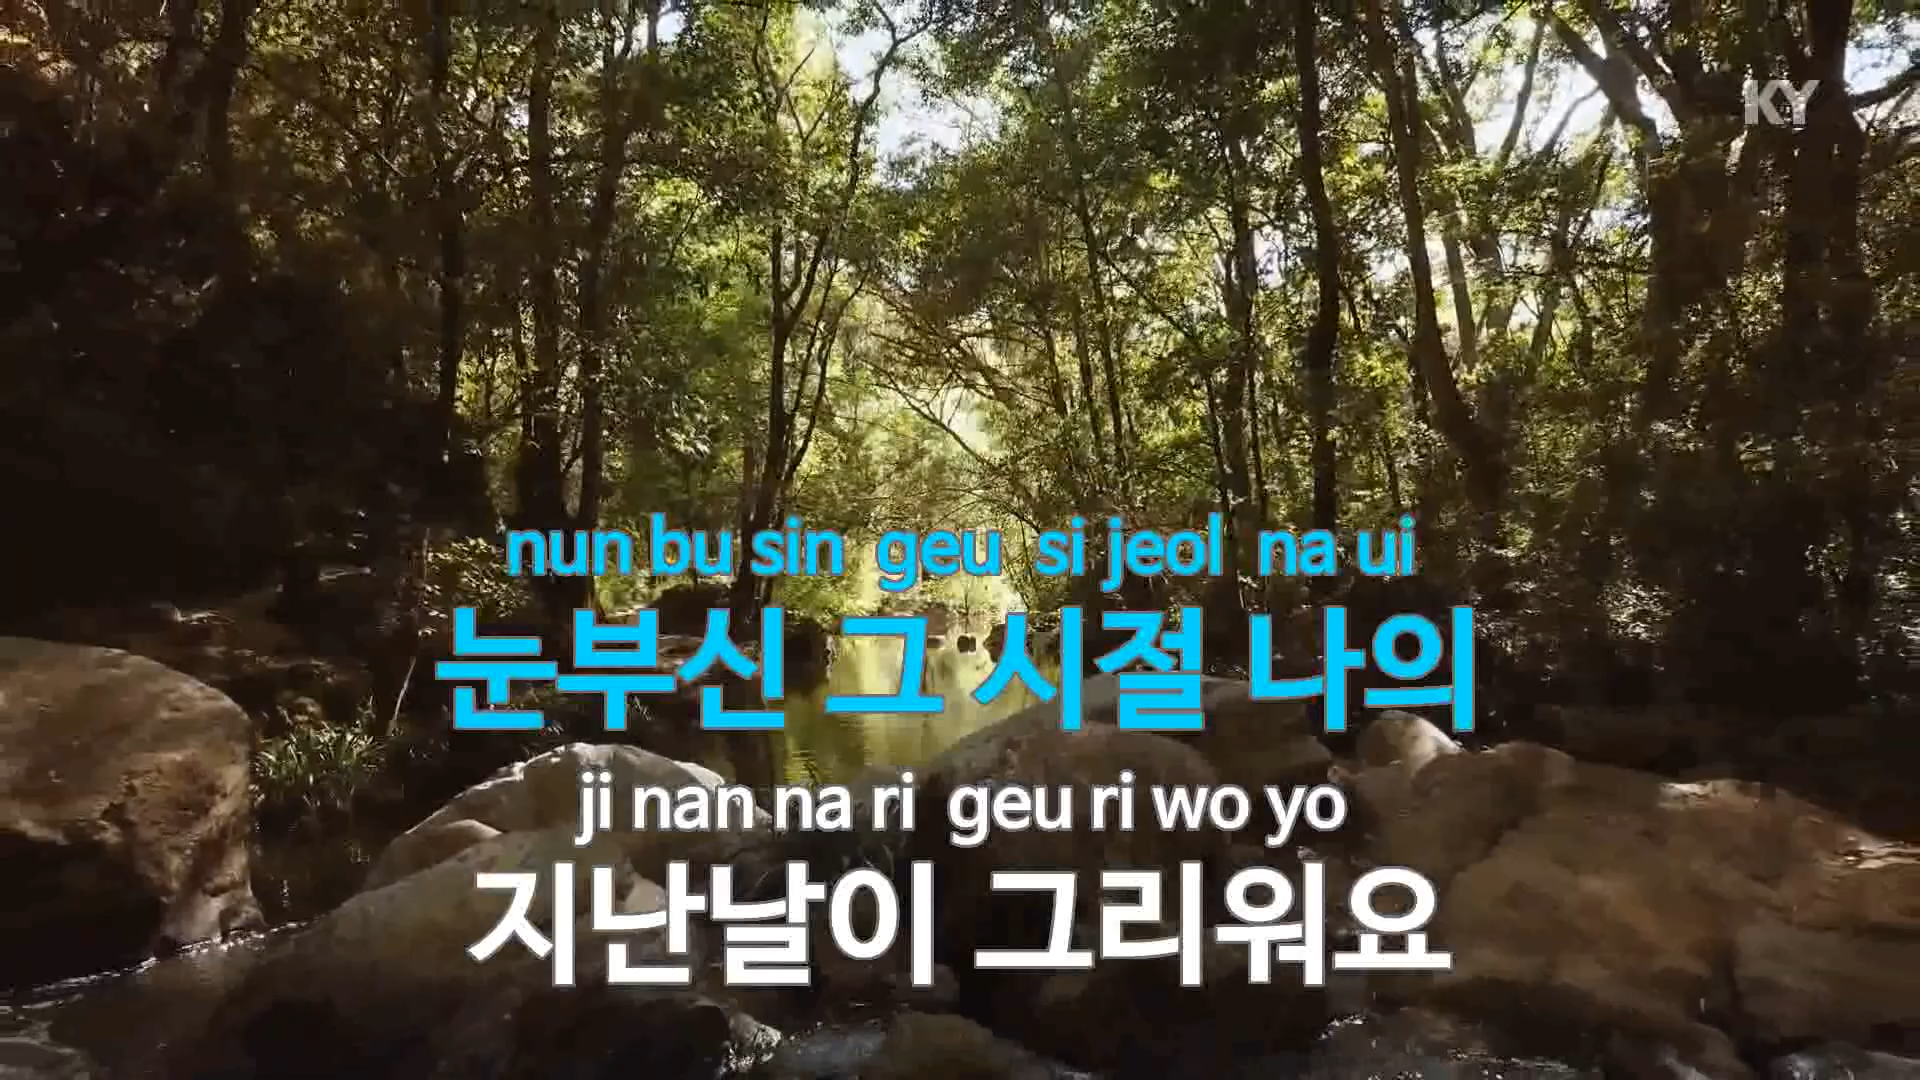 KY
nun bu sin geu si jeol na ui
눈부신 그 시절 나의
ji nan na ri geu ri wo yo
지난날이 그리워요